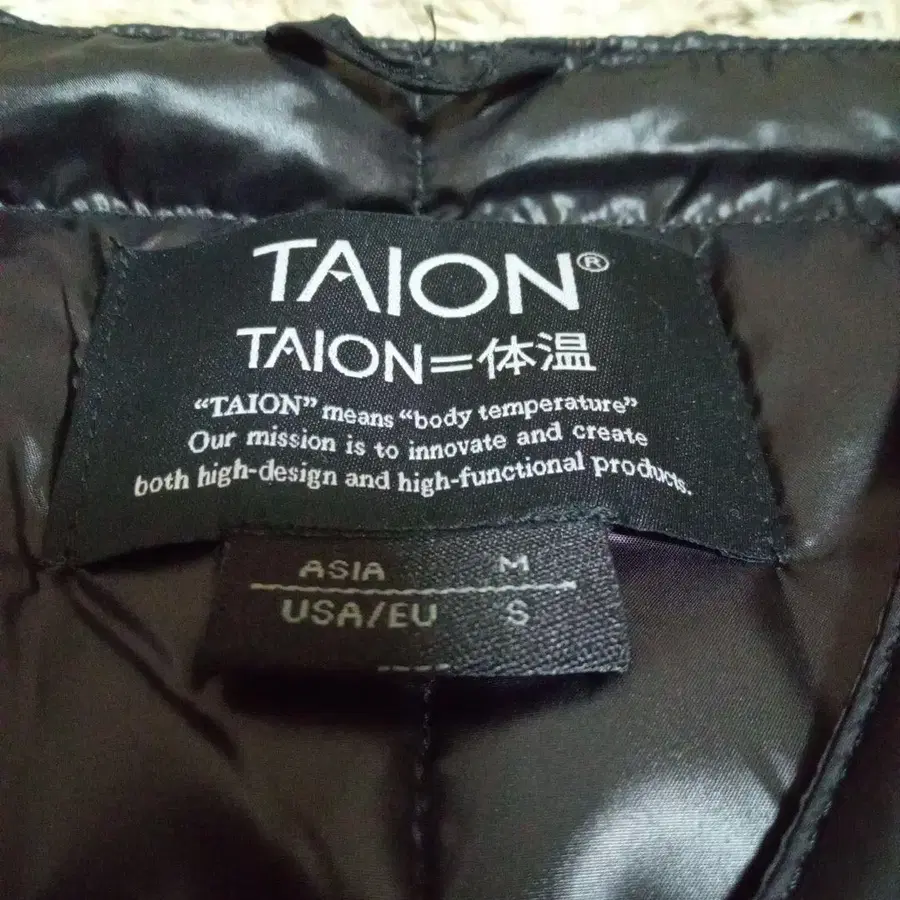 TAION®
TAION=体温
“TAION” means “body temperature”
Our mission is to innovate and create
both high-design and high-functional products.
ASIA M
USA/EU S